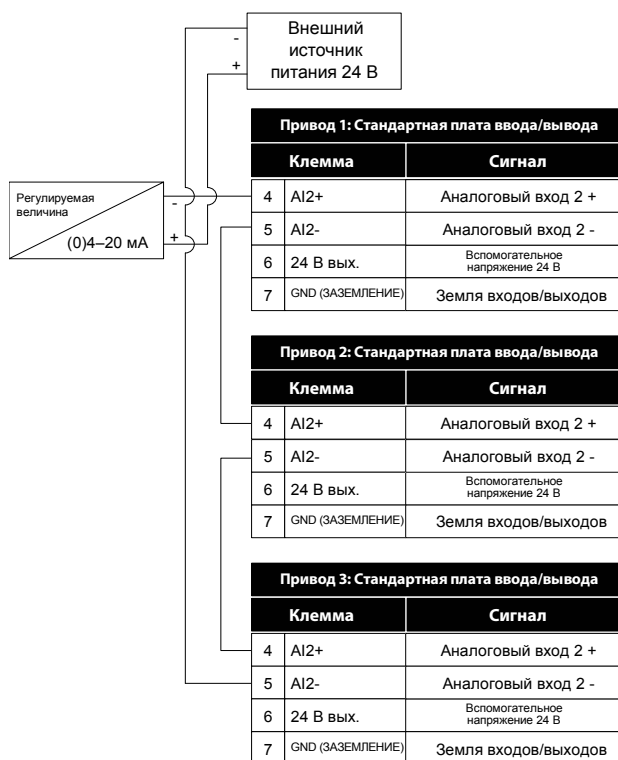 -
+
Внешний
источник
питания 24 В
Регулируемая
величина
(0)4–20 мА
-
+
Привод 1: Стандартная плата ввода/вывода
Клемма Сигнал
4 AI2+ Аналоговый вход 2 +
5 AI2- Аналоговый вход 2 -
6 24 В вых. Вспомогательное
напряжение 24 В
7 GND (ЗАЗЕМЛЕНИЕ) Земля входов/выходов
Привод 2: Стандартная плата ввода/вывода
Клемма Сигнал
4 AI2+ Аналоговый вход 2 +
5 AI2- Аналоговый вход 2 -
6 24 В вых. Вспомогательное
напряжение 24 В
7 GND (ЗАЗЕМЛЕНИЕ) Земля входов/выходов
Привод 3: Стандартная плата ввода/вывода
Клемма Сигнал
4 AI2+ Аналоговый вход 2 +
5 AI2- Аналоговый вход 2 -
6 24 В вых. Вспомогательное
напряжение 24 В
7 GND (ЗАЗЕМЛЕНИЕ) Земля входов/выходов